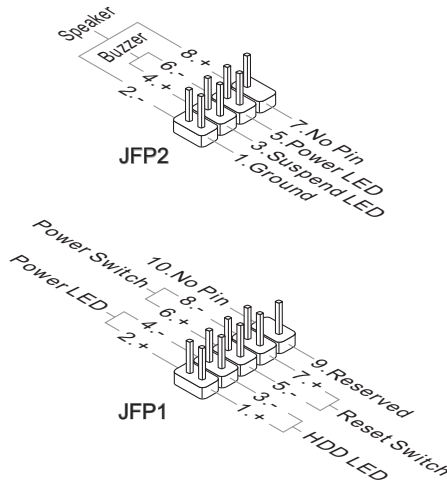 Speaker
Buzzer
8.+
6.-
4.+
2.-
7.No Pin
5.Power LED
3.Suspend LED
1.Ground
JFP2
10.No Pin
Power Switch
8.-
6.+
Power LED
4.-
2.+
9.Reserved
7.+
5.-
Reset Switch
3.-
1.+
HDD LED
JFP1